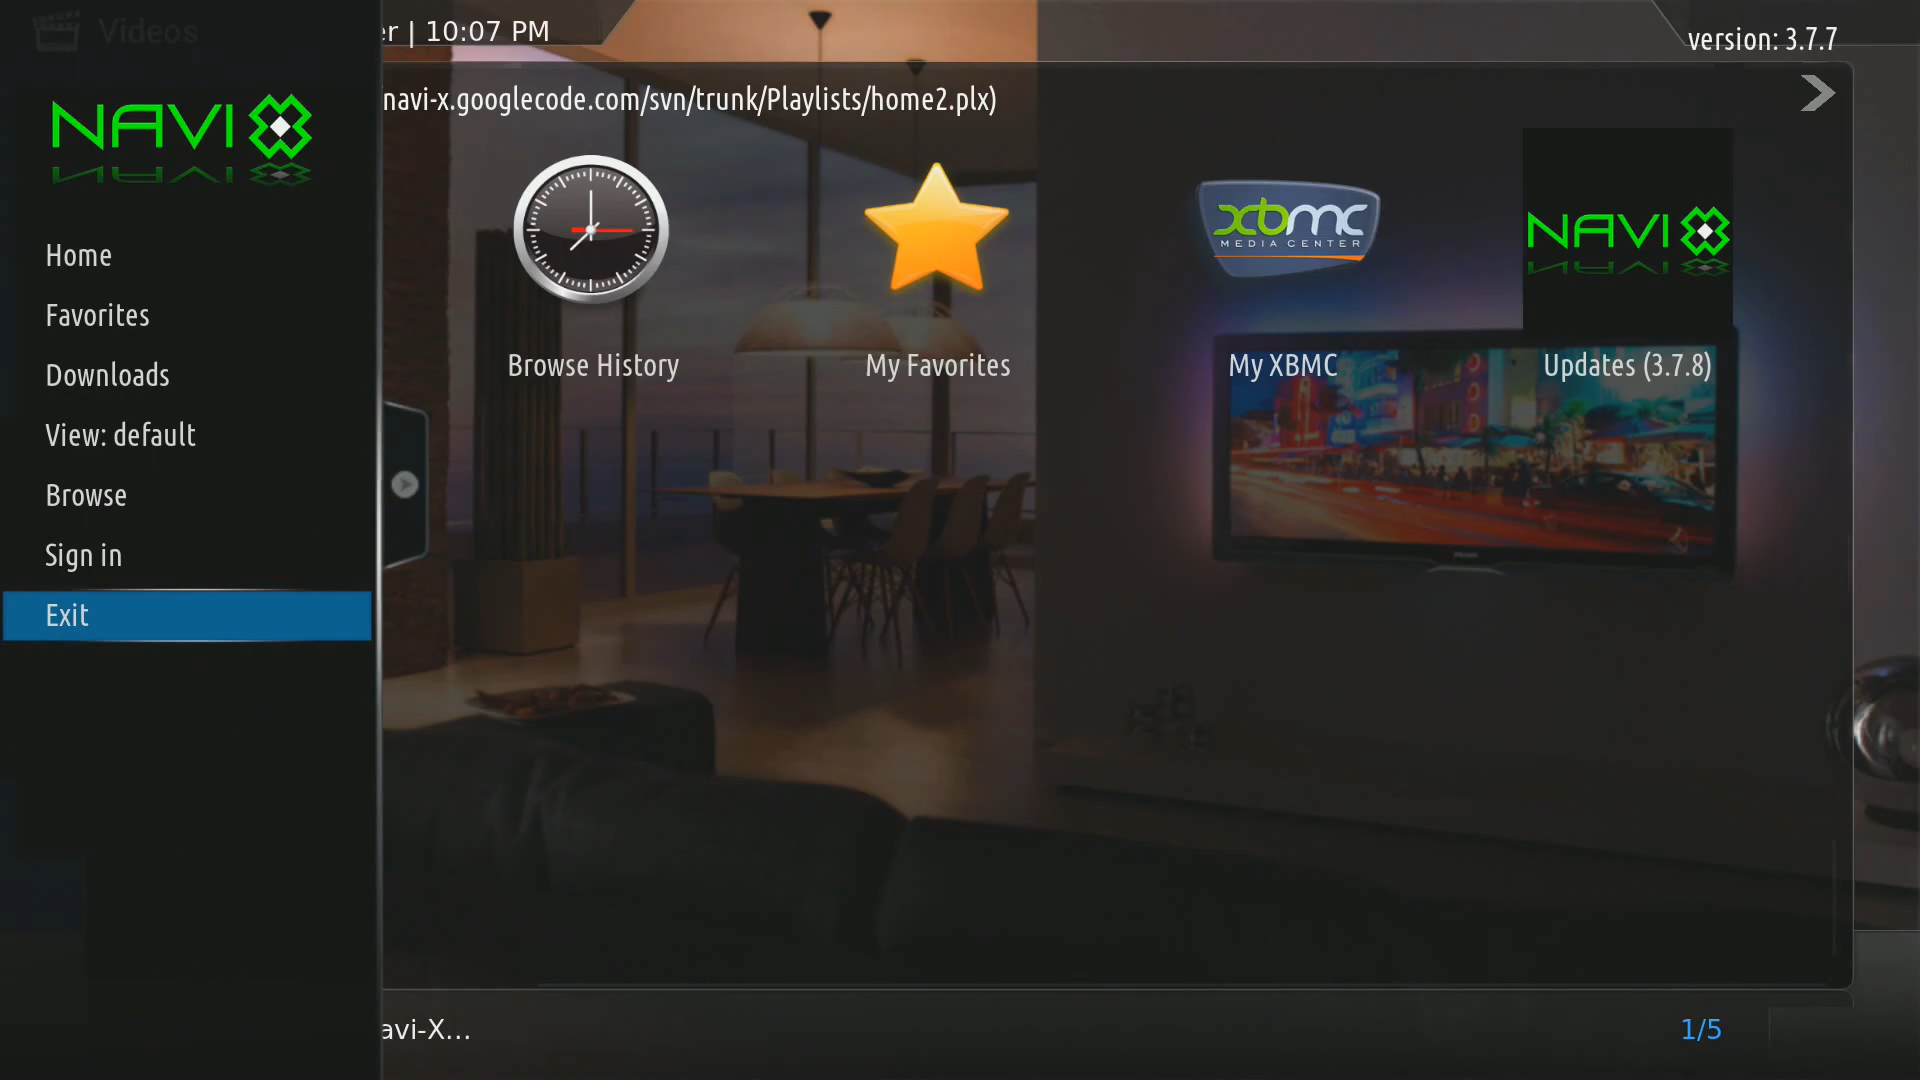 Videos
er | 10:07 PM
version: 3.7.7
navi-x.googlecode.com/svn/trunk/Playlists/home2.plx)
NAVI X
Home
Favorites
Downloads
View: default
Browse
Sign in
Exit
xbmc
MEDIA CENTER
NAVI X
Browse History
My Favorites
My XBMC
Updates (3.7.8)
avi-X...
1/5